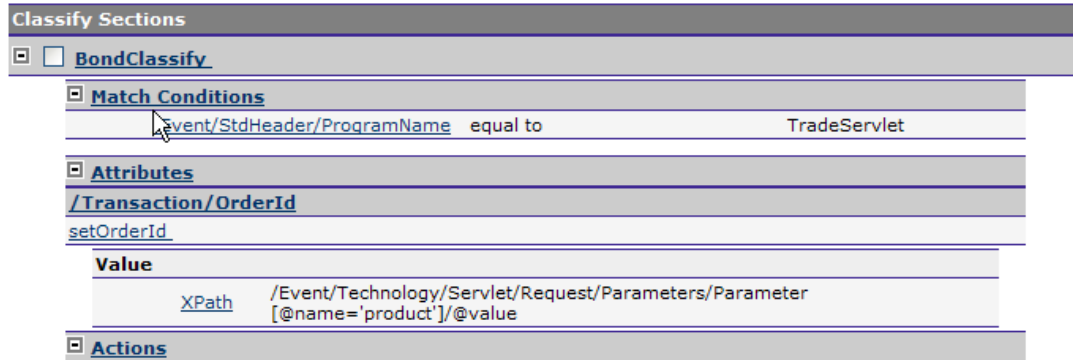 Classify Sections
BondClassify
Match Conditions
Event/StdHeader/ProgramName equal to TradeServlet
Attributes
/Transaction/OrderId
setOrderId
Value
XPath /Event/Technology/Servlet/Request/Parameters/Parameter
[@name='product']/@value
Actions